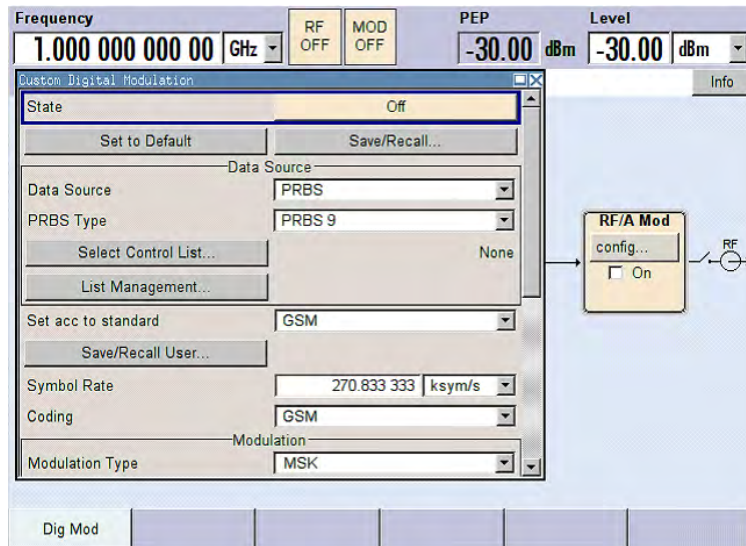 Frequency RF OFF MOD OFF PEP Level
1.000 000 000 00 GHz -30.00 dBm -30.00 dBm
Custom Digital Modulation
Info
State Off
Set to Default Save/Recall...
Data Source
Data Source PRBS
PRBS Type PRBS 9
Select Control List... None
List Management...
Set acc to standard GSM
Save/Recall User...
Symbol Rate 270.833 333 ksym/s
Coding GSM
Modulation
Modulation Type MSK
RF/A Mod
config...
On
RF
Dig Mod